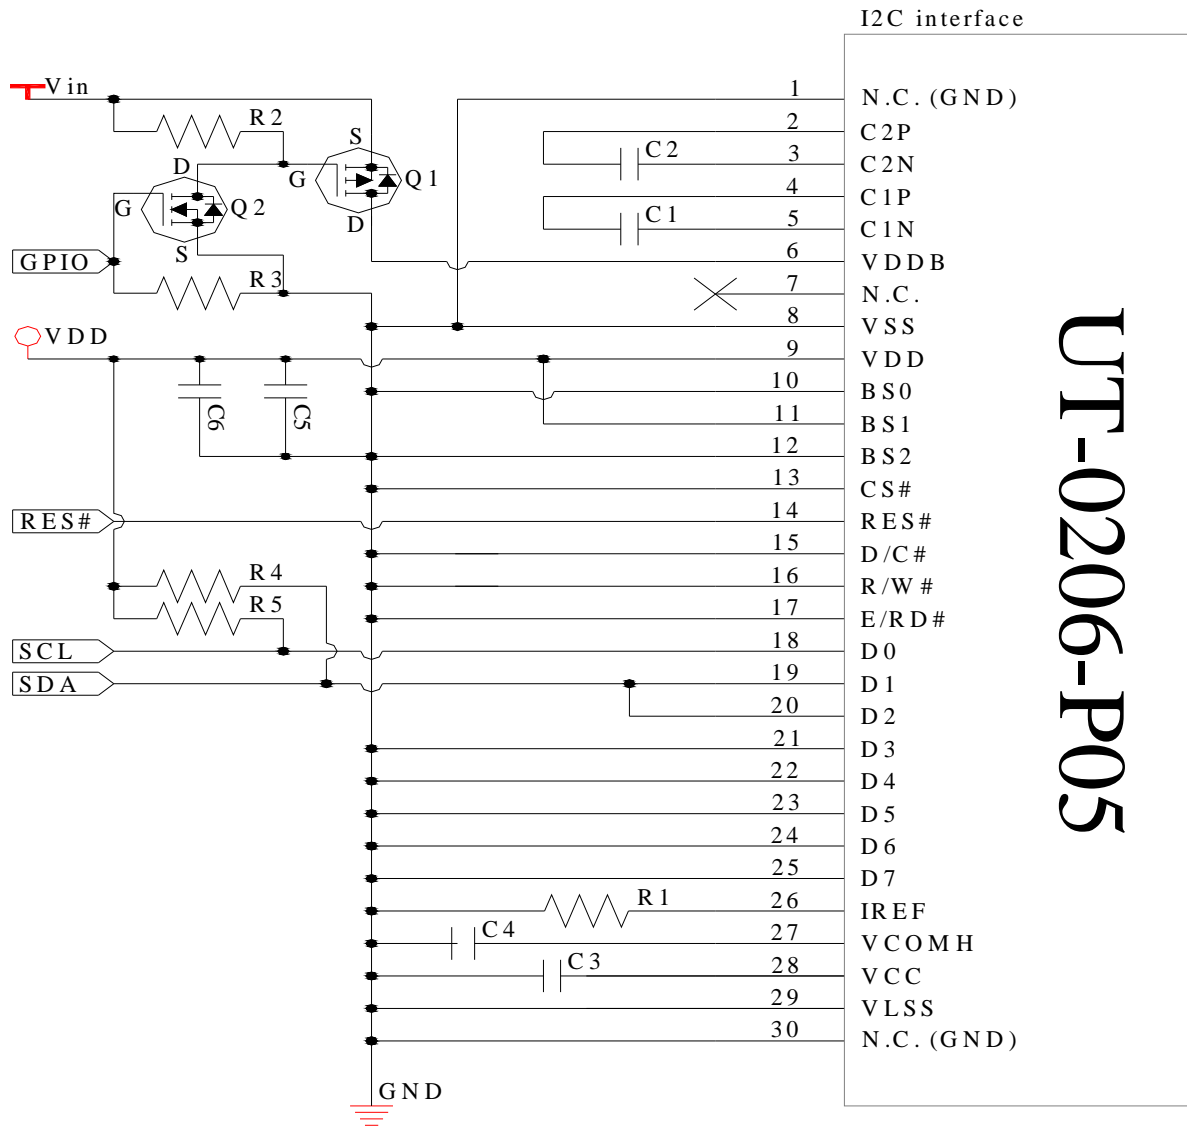 I2C interface
Vin
1
N.C. (GND)
R2
2
C2P
S
D
G
Q1
C2
3
C2N
4
C1P
G
Q2
D
C1
5
C1N
S
GPIO
6
VDDB
R3
7
N.C.
8
VSS
VDD
9
VDD
10
BS0
C6
C5
11
BS1
12
BS2
13
CS#
RES#
14
RES#
15
D/C#
R4
16
R/W#
R5
17
E/RD#
SCL
18
D0
SDA
19
D1
20
D2
21
D3
22
D4
23
D5
24
D6
25
D7
R1
26
IREF
C4
27
VCOMH
C3
28
VCC
29
VLSS
30
N.C. (GND)
GND
UT-0206-P05